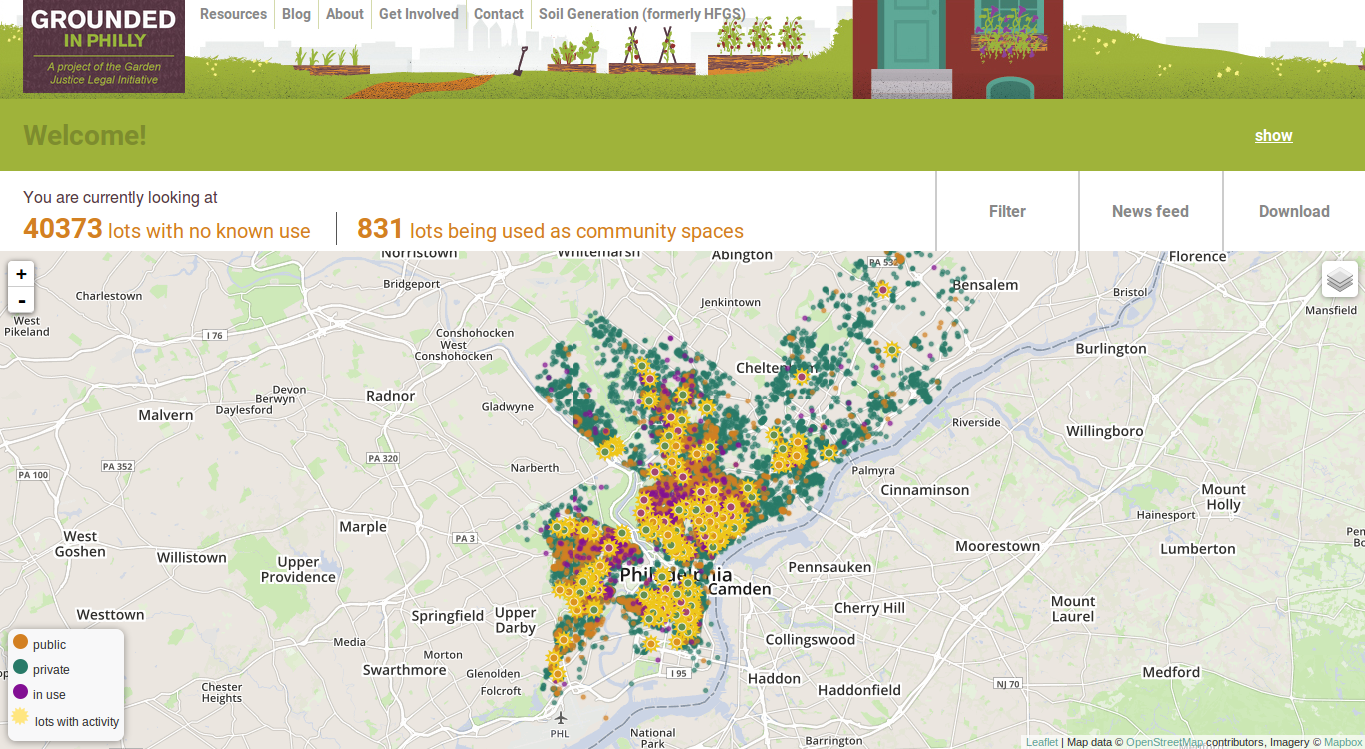 GROUNDED
IN PHILLY
A project of the Garden
Justice Legal Initiative
Resources
Blog
About
Get Involved
Contact
Soil Generation (formerly HFGS)
Welcome!
show
You are currently looking at
40373 lots with no known use
831 lots being used as community spaces
Filter
News feed
Download
+
-
Norristown
Whitemarsh
Abington
PA 532
Florence
Charlestown
Bridgeport
Jenkintown
Bensalem
Bristol
Mansfield
West
Pikeland
I 76
Conshohocken
West
Conshohocken
Burlington
Devon
Berwyn
Daylesford
Radnor
Gladwyne
Malvern
Riverside
Willingboro
PA 100
PA 352
PA 320
Narberth
Palmyra
Cinnaminson
Mount
Holly
Hainesport
Marple
PA 3
West
Goshen
Willistown
Upper
Providence
Moorestown
Lumberton
Philadelphia
Pennsauken
Camden
Westtown
Springfield
Upper
Darby
Cherry Hill
Mount
Laurel
Media
Morton
Collingswood
Swarthmore
Glenolden
Folcroft
I 95
Haddon
Haddonfield
NJ 70
Medford
Chester
Heights
PHL
National
Park
Barrington
public
private
in use
lots with activity
Leaflet | Map data © OpenStreetMap contributors, Imagery © Mapbox